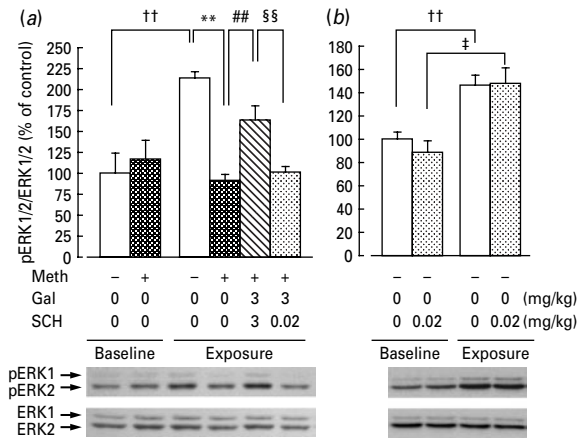 (a)
†† ** ## §§
pERK1/2/ERK1/2 (% of control)
250
225
200
175
150
125
100
75
50
25
0
Meth − + − + + +
Gal 0 0 0 0 3 3
SCH 0 0 0 0 3 0.02
Baseline Exposure
pERK1
pERK2
ERK1
ERK2
(b)
††
‡
180
160
140
120
100
80
60
40
20
0
− − − −
0 0 0 0 (mg/kg)
0 0.02 0 0.02 (mg/kg)
Baseline Exposure